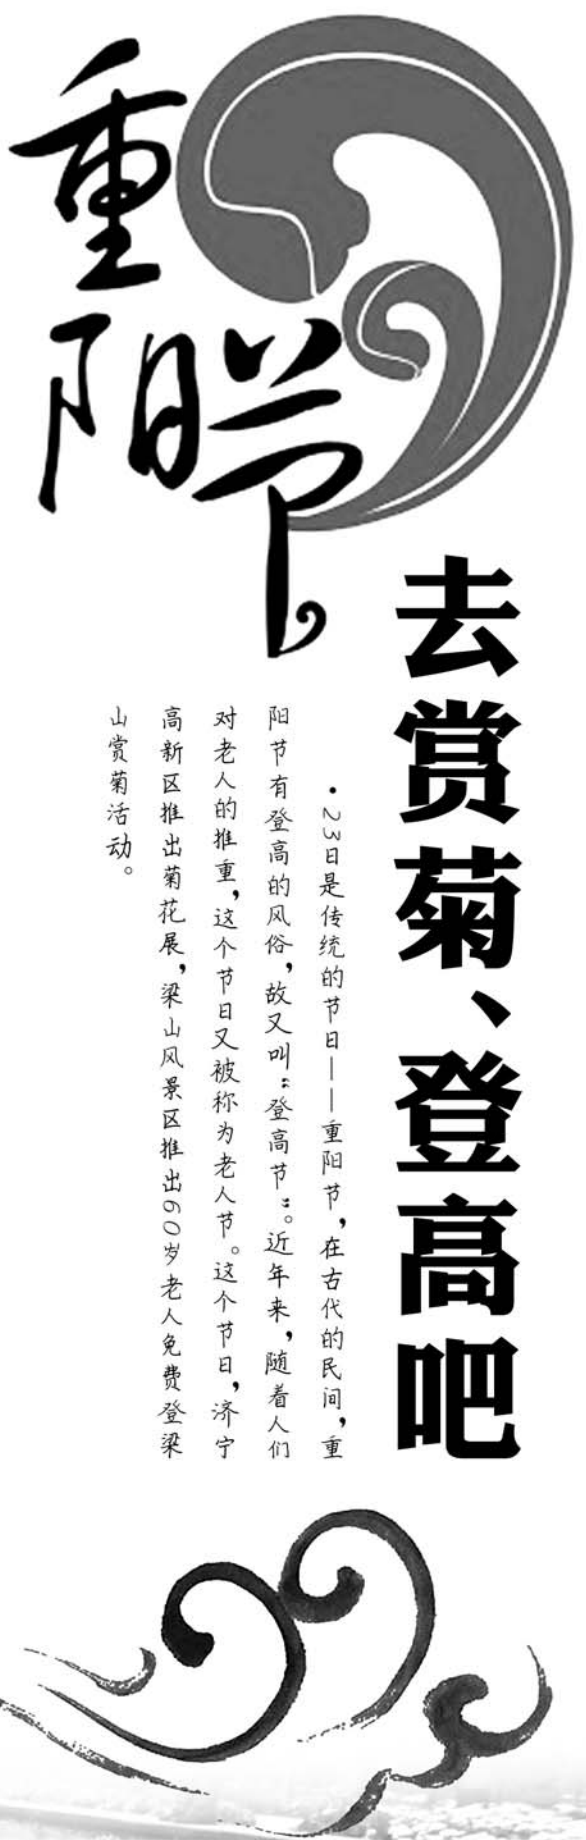 重阳节
去赏菊、登高吧
·23日是传统的节日——重阳节，在古代的民间，重
阳节有登高的风俗，故又叫“登高节”。近年来，随着人们
对老人的推重，这个节日又被称为老人节。这个节日，济宁
高新区推出菊花展，梁山风景区推出60岁老人免费登梁
山赏菊活动。